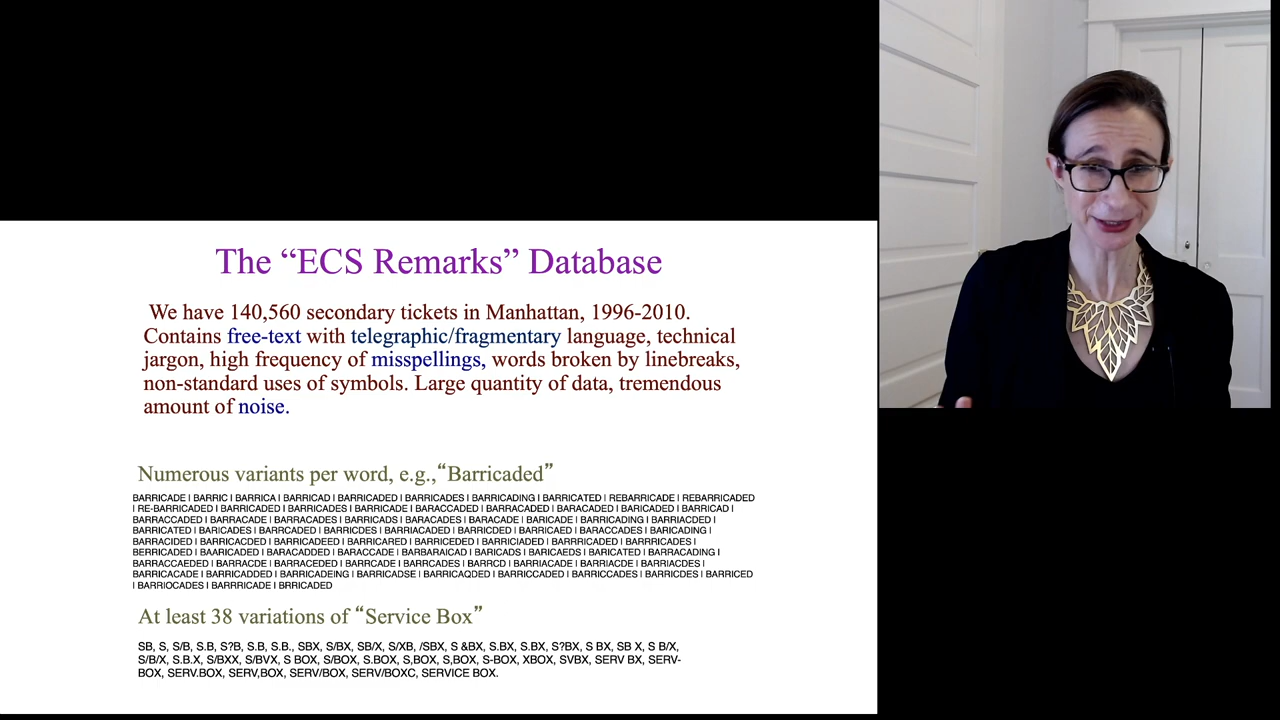 The “ECS Remarks” Database
We have 140,560 secondary tickets in Manhattan, 1996-2010.
Contains free-text with telegraphic/fragmentary language, technical
jargon, high frequency of misspellings, words broken by linebreaks,
non-standard uses of symbols. Large quantity of data, tremendous
amount of noise.
Numerous variants per word, e.g.,“Barricaded”
BARRICADE I BARRIC I BARRICA I BARRICAD I BARRICADED I BARRICADES I BARRICADING I BARRICATED I REBARRICADE I REBARRICADED
I RE-BARRICADED I BARRICADED I BARRICADES I BARRICADE I BARACCADED I BARRACADED I BARACADED I BARICADED I BARRICAD I
BARRACCADED I BARRACADE I BARRACADES I BARRICADS I BARACADES I BARACADE I BARICADE I BARRICADING I BARRIACDED I
BARRICATED I BARICADES I BARRCADED I BARRICDES I BARRIACADED I BARRICDED I BARRICAED I BARACCADES I BARICADING I
BARRACIDED I BARRICACDED I BARRICADEED I BARRICARED I BARRICEDED I BARRICIADED I BARRRICADED I BARRRICADES I
BERRICADED I BAARICADED I BARACADDED I BARACCADE I BARBARAICAD I BARICADS I BARICAEDS I BARICATED I BARRACADING I
BARRACCAEDED I BARRACDE I BARRACEDED I BARRCADE I BARRCADES I BARRCD I BARRIACADE I BARRIACDE I BARRIACDES I
BARRICACADE I BARRICADDED I BARRICADEING I BARRICADSE I BARRICAQDED I BARRICCADED I BARRICCADES I BARRICDES I BARRICED
I BARRIOCADES I BARRRICADE I BRRICADED
At least 38 variations of “Service Box”
SB, S, S/B, S.B, S?B, S.B, S.B., SBX, S/BX, SB/X, S/XB, /SBX, S &BX, S.BX, S.BX, S?BX, S BX, SB X, S B/X,
S/B/X, S.B.X, S/BXX, S/BVX, S BOX, S/BOX, S.BOX, S,BOX, S,BOX, S-BOX, XBOX, SVBX, SERV BX, SERV-
BOX, SERV.BOX, SERV,BOX, SERV/BOX, SERV/BOXC, SERVICE BOX.